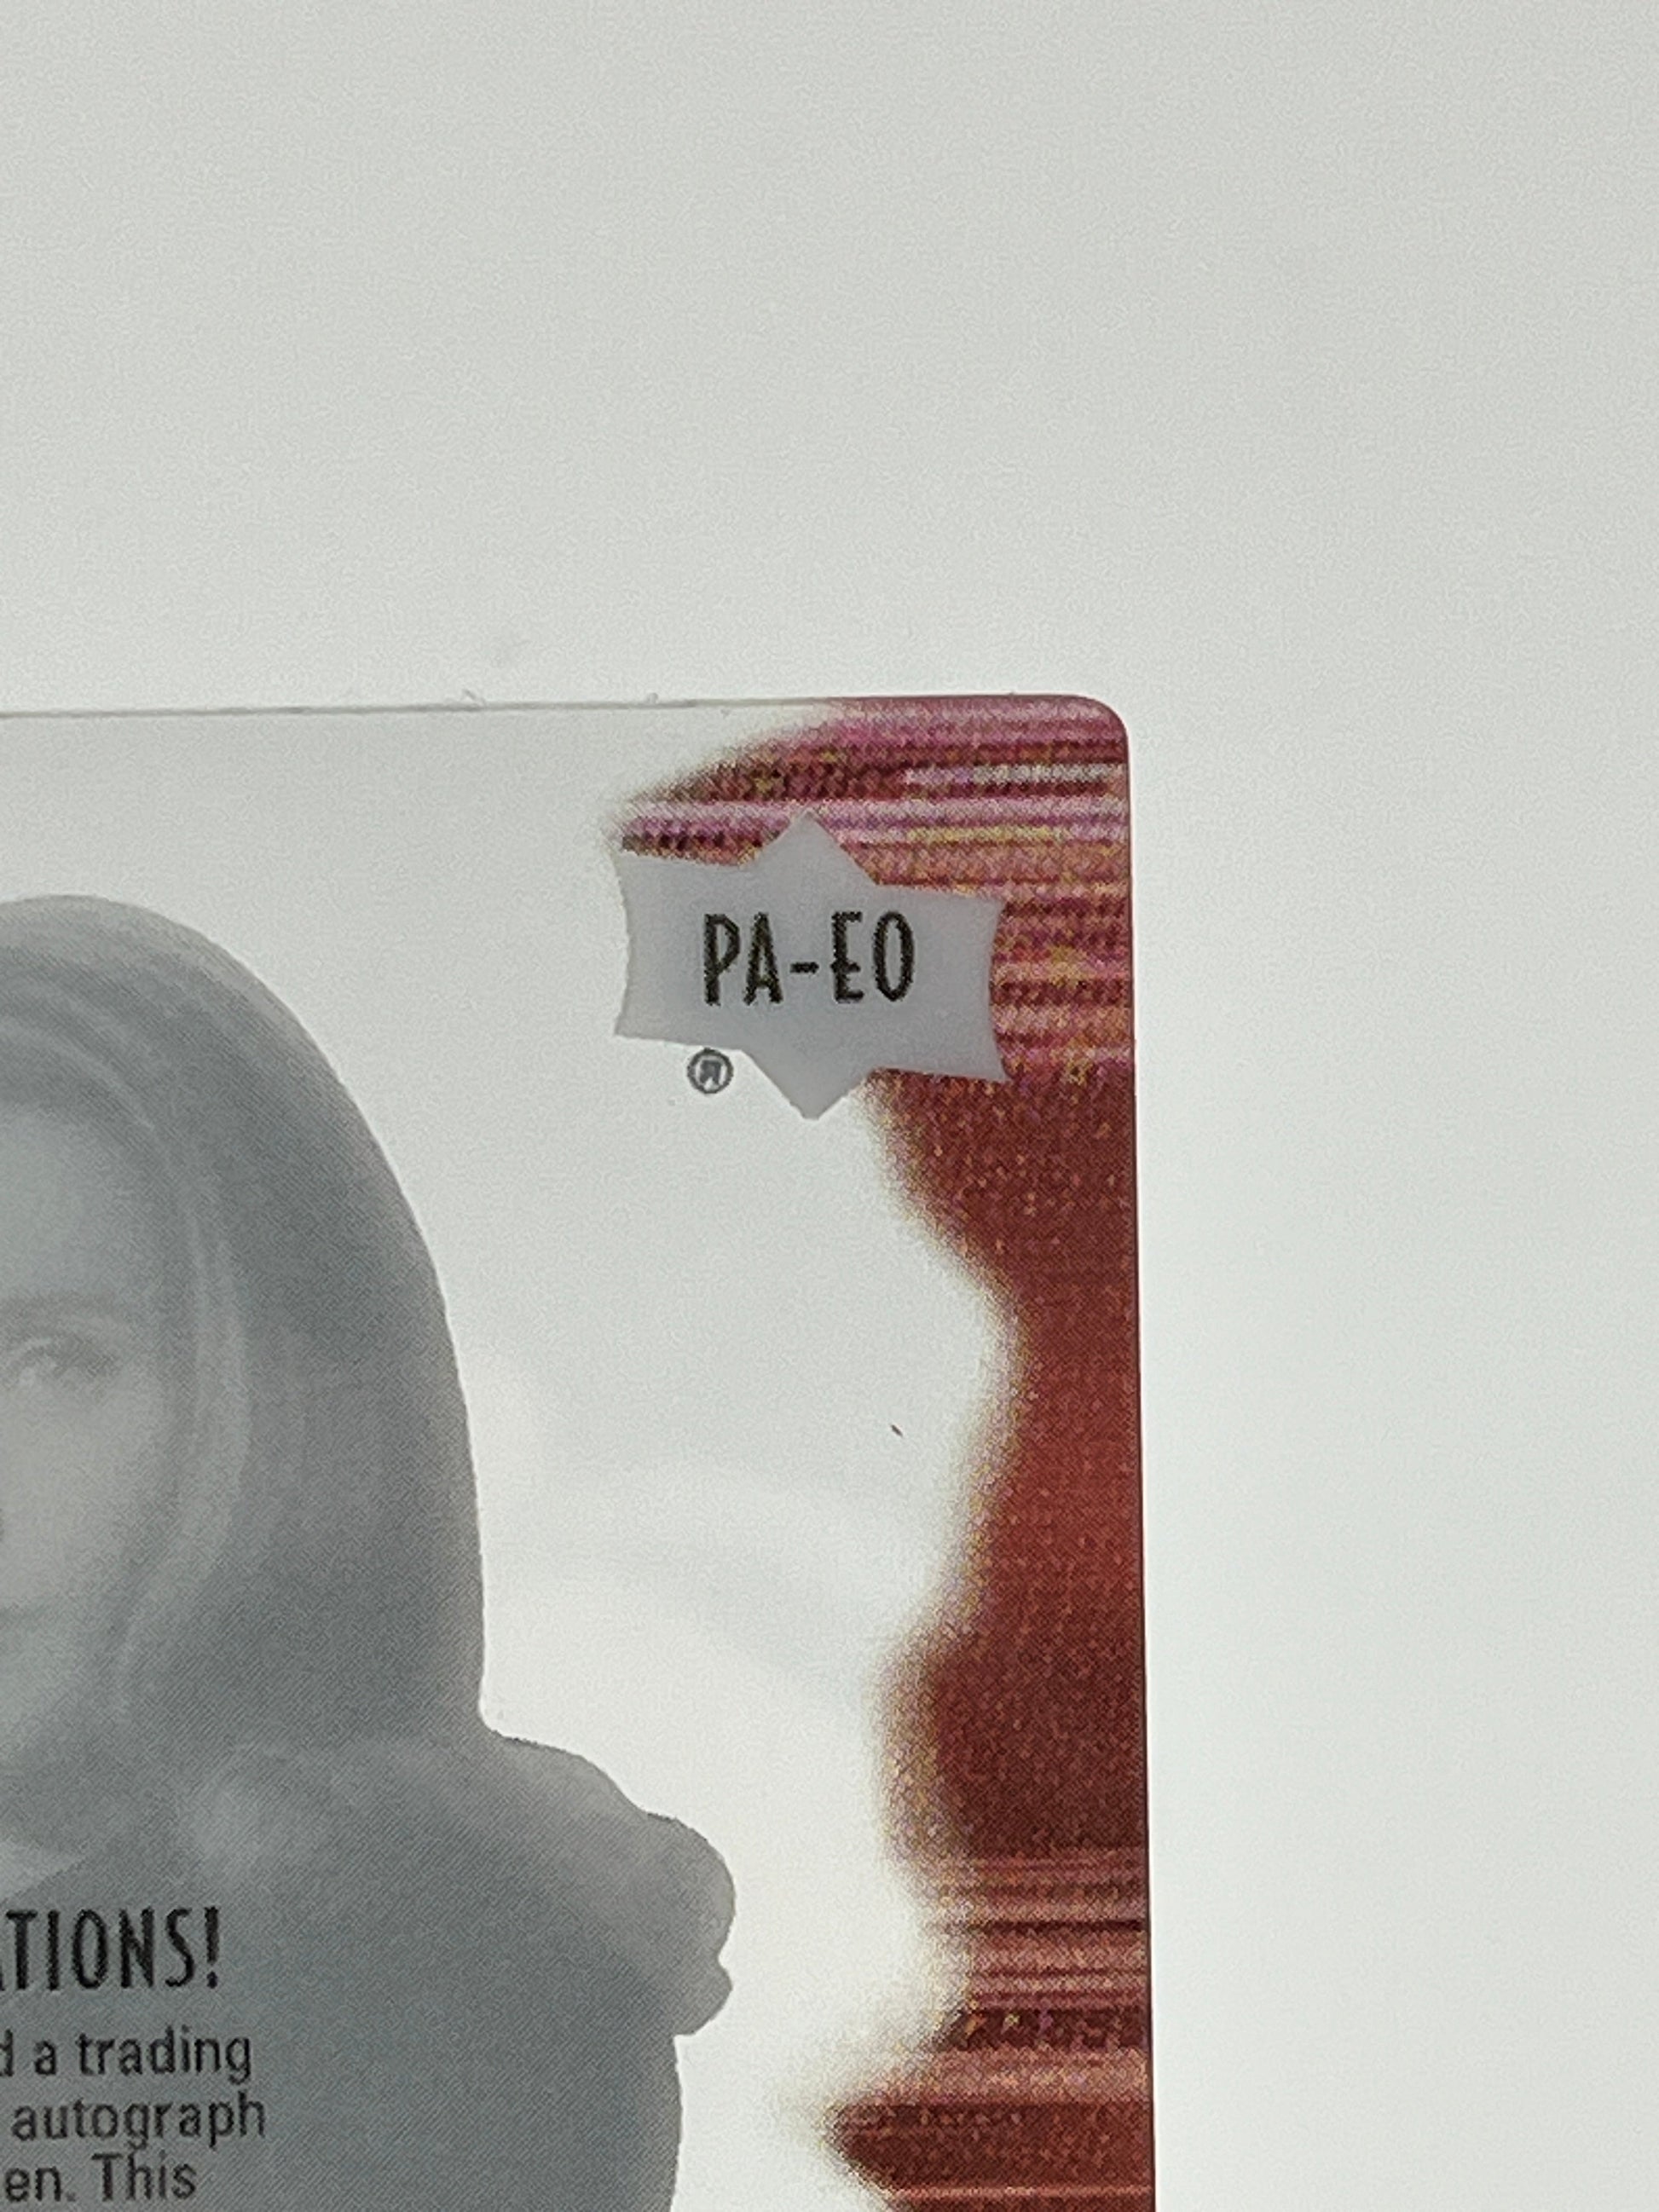 PA-EO
®
ATIONS!
d a trading
autograph
en. This